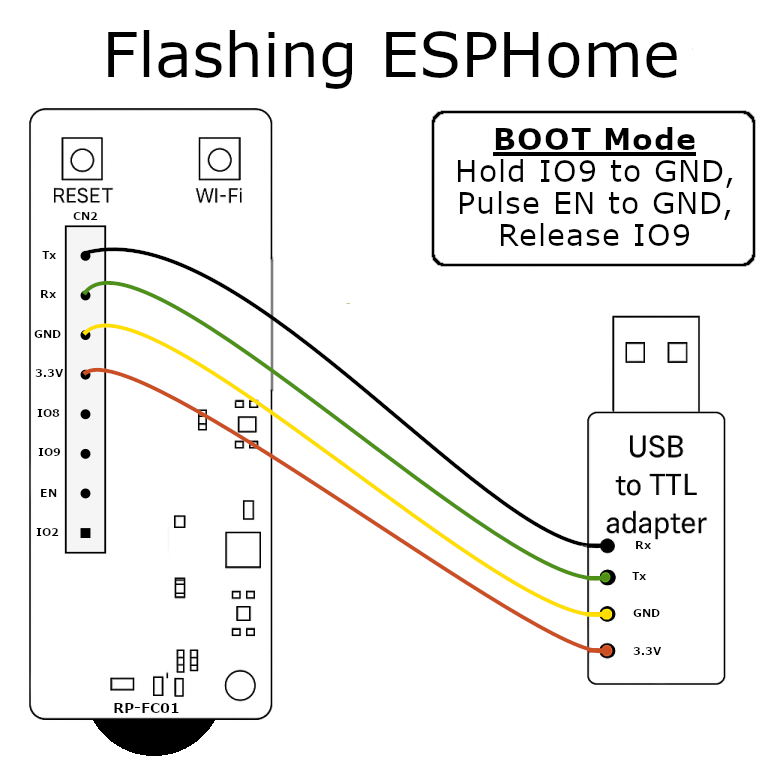 Flashing ESPHome
BOOT Mode
Hold IO9 to GND,
Pulse EN to GND,
Release IO9
RESET
WI-Fi
CN2
Tx
Rx
GND
3.3V
IO8
IO9
EN
IO2
RP-FC01
USB
to TTL
adapter
Rx
Tx
GND
3.3V